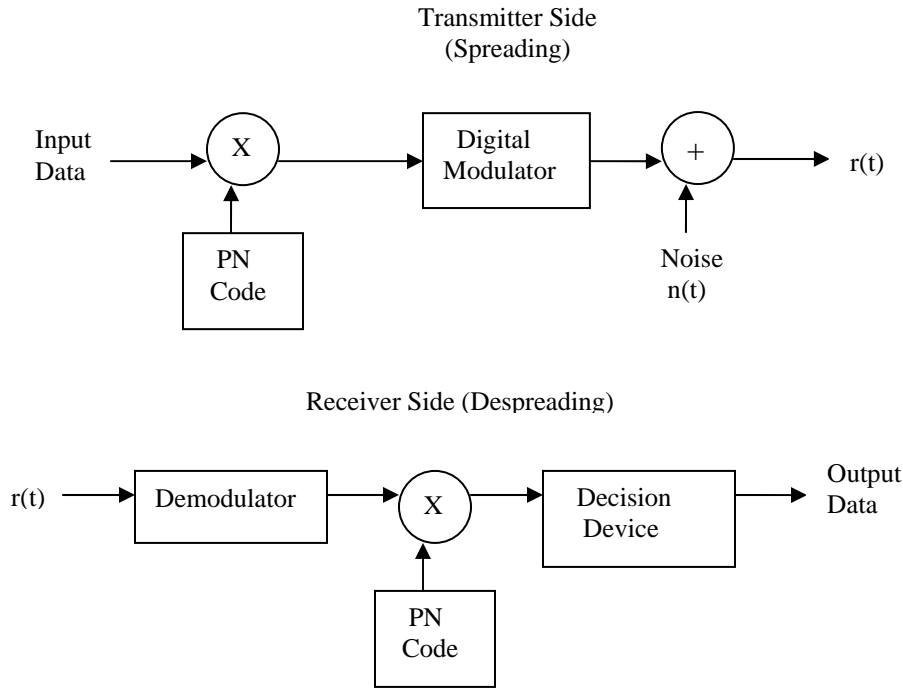 Transmitter Side
(Spreading)
Input
Data
X
Digital
Modulator
+
r(t)
PN
Code
Noise
n(t)
Receiver Side (Despreading)
r(t)
Demodulator
X
Decision
Device
Output
Data
PN
Code